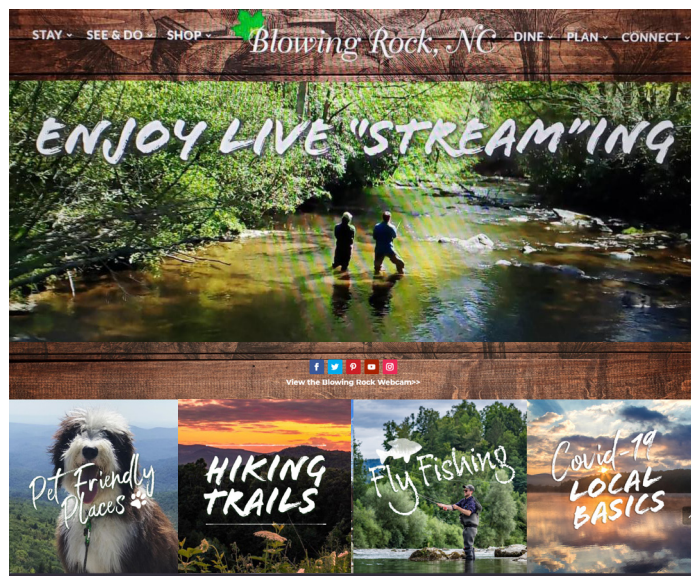 STAY SEE & DO SHOP Blowing Rock, NC DINE PLAN CONNECT
ENJOY LIVE "STREAM"ING
View the Blowing Rock Webcam>>
Pet Friendly
Places
HIKING
TRAILS
Fly Fishing
Covid-19
LOCAL
BASICS